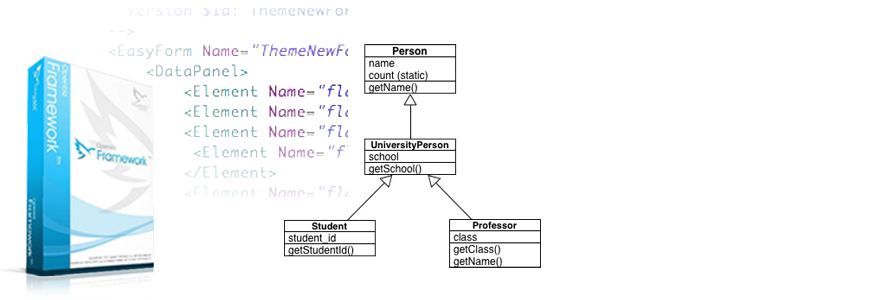 Version $Id: ThemeNewFor
-->
<EasyForm Name="ThemeNewFo
<DataPanel>
<Element Name="fl
<Element Name="fl
<Element Name="fl
<Element Name="f
</Element>
<Element Name="fl
Openbiz
Framework
Openbiz
Framework
Person
name
count (static)
getName()
UniversityPerson
school
getSchool()
Student
student_id
getStudentId()
Professor
class
getClass()
getName()